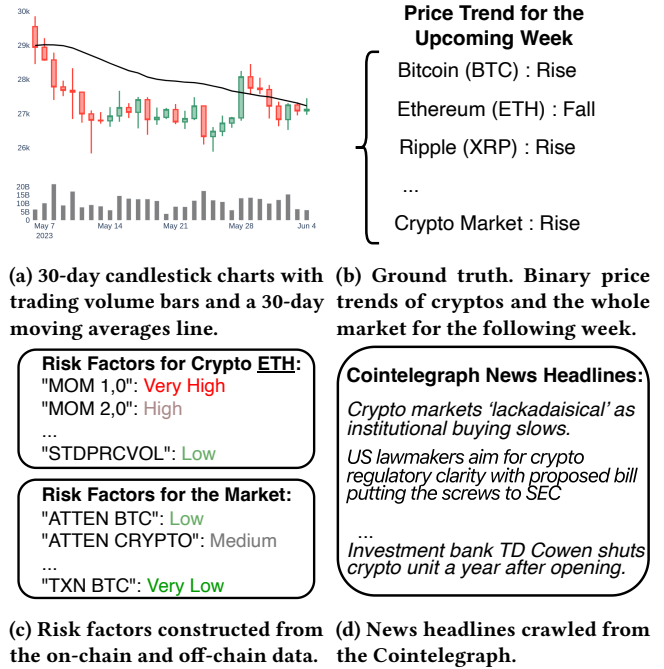 30k
29k
28k
27k
26k
20B
15B
10B
5B
0
May 7
2023
May 14
May 21
May 28
Jun 4
(a) 30-day candlestick charts with
trading volume bars and a 30-day
moving averages line.
Price Trend for the
Upcoming Week
Bitcoin (BTC) : Rise
Ethereum (ETH) : Fall
Ripple (XRP) : Rise
...
Crypto Market : Rise
(b) Ground truth. Binary price
trends of cryptos and the whole
market for the following week.
Risk Factors for Crypto ETH:
"MOM 1,0": Very High
"MOM 2,0": High
...
"STDPRCVOL": Low
Risk Factors for the Market:
"ATTEN BTC": Low
"ATTEN CRYPTO": Medium
...
"TXN BTC": Very Low
(c) Risk factors constructed from
the on-chain and off-chain data.
Cointelegraph News Headlines:
Crypto markets ‘lackadaisical’ as
institutional buying slows.
US lawmakers aim for crypto
regulatory clarity with proposed bill
putting the screws to SEC
...
Investment bank TD Cowen shuts
crypto unit a year after opening.
(d) News headlines crawled from
the Cointelegraph.